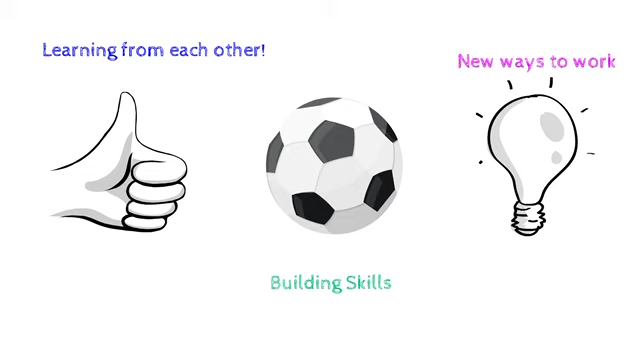 Learning from each other!
New ways to work
Building Skills